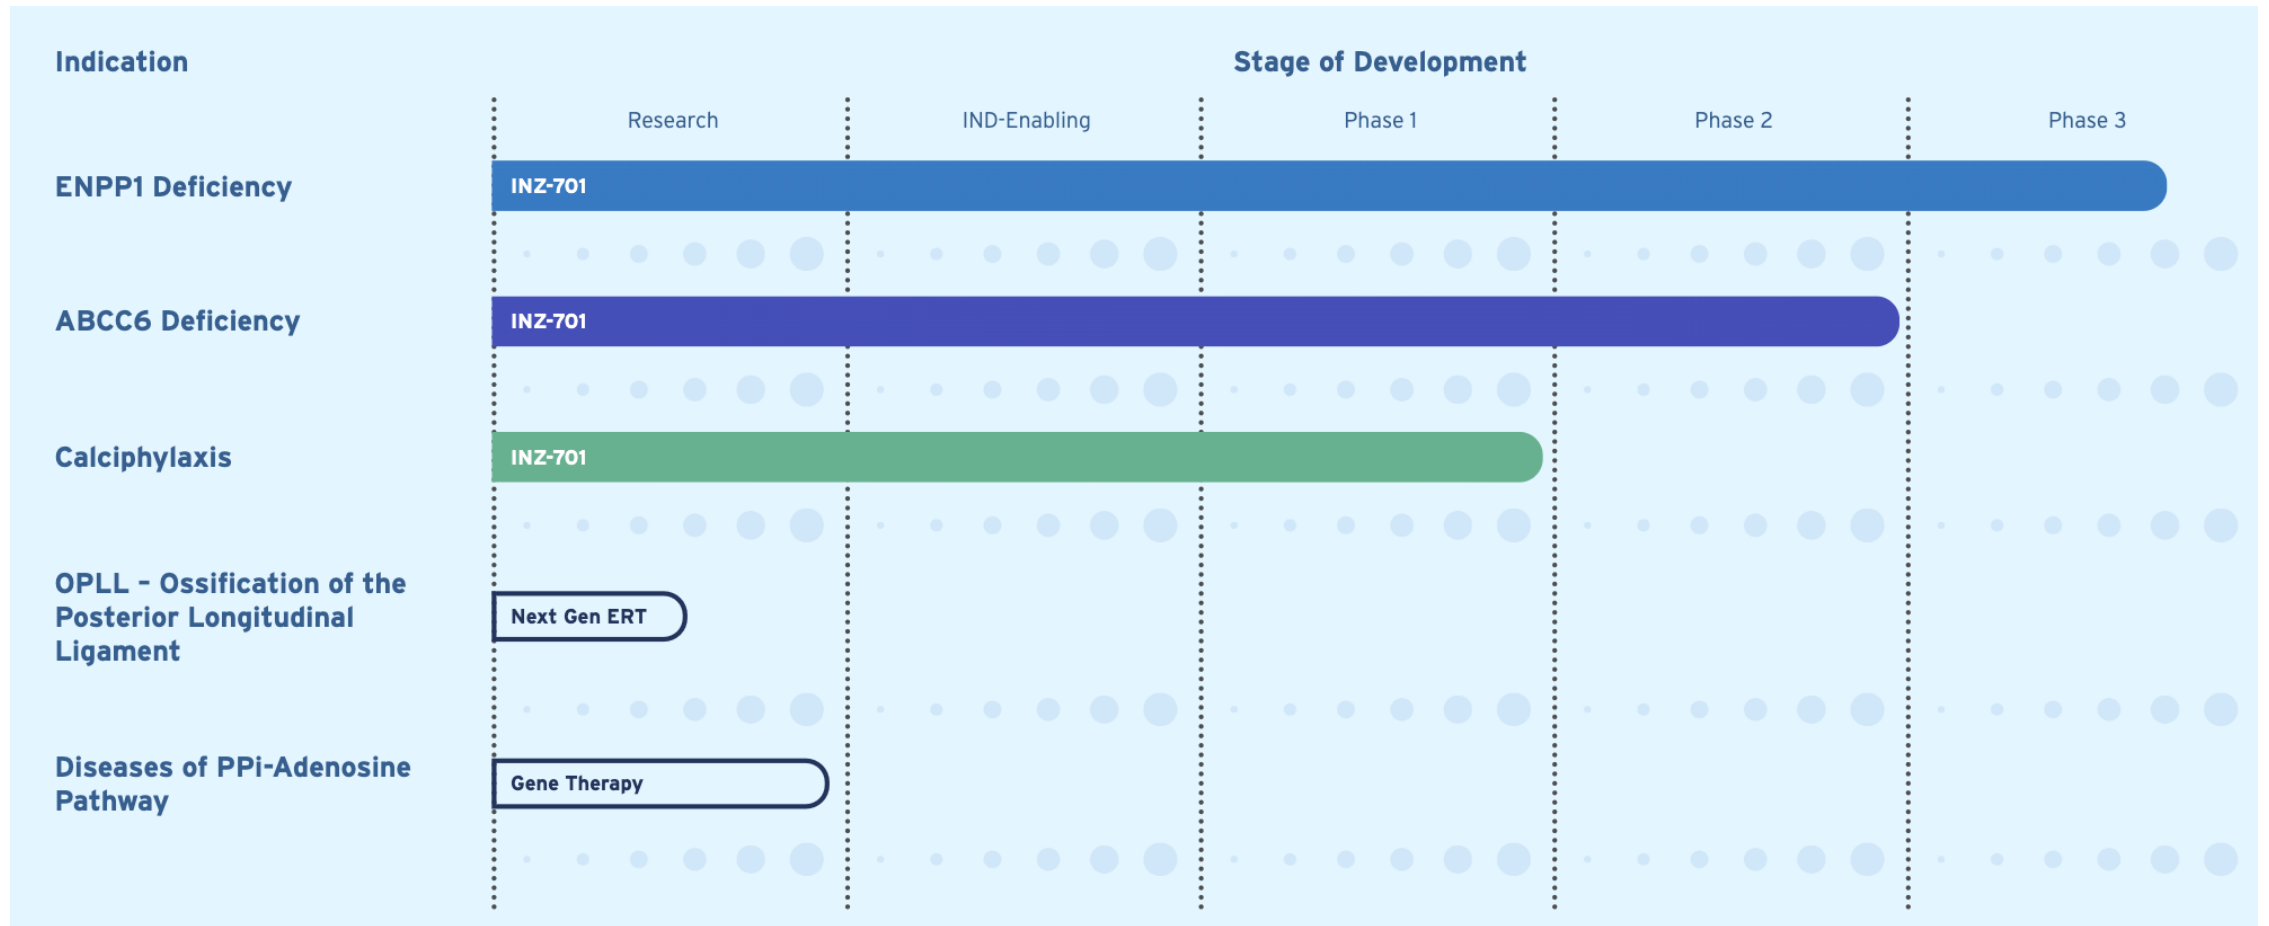 Indication
Stage of Development
Research
IND-Enabling
Phase 1
Phase 2
Phase 3
ENPP1 Deficiency
INZ-701
ABCC6 Deficiency
INZ-701
Calciphylaxis
INZ-701
OPLL – Ossification of the
Posterior Longitudinal
Ligament
Next Gen ERT
Diseases of PPi-Adenosine
Pathway
Gene Therapy